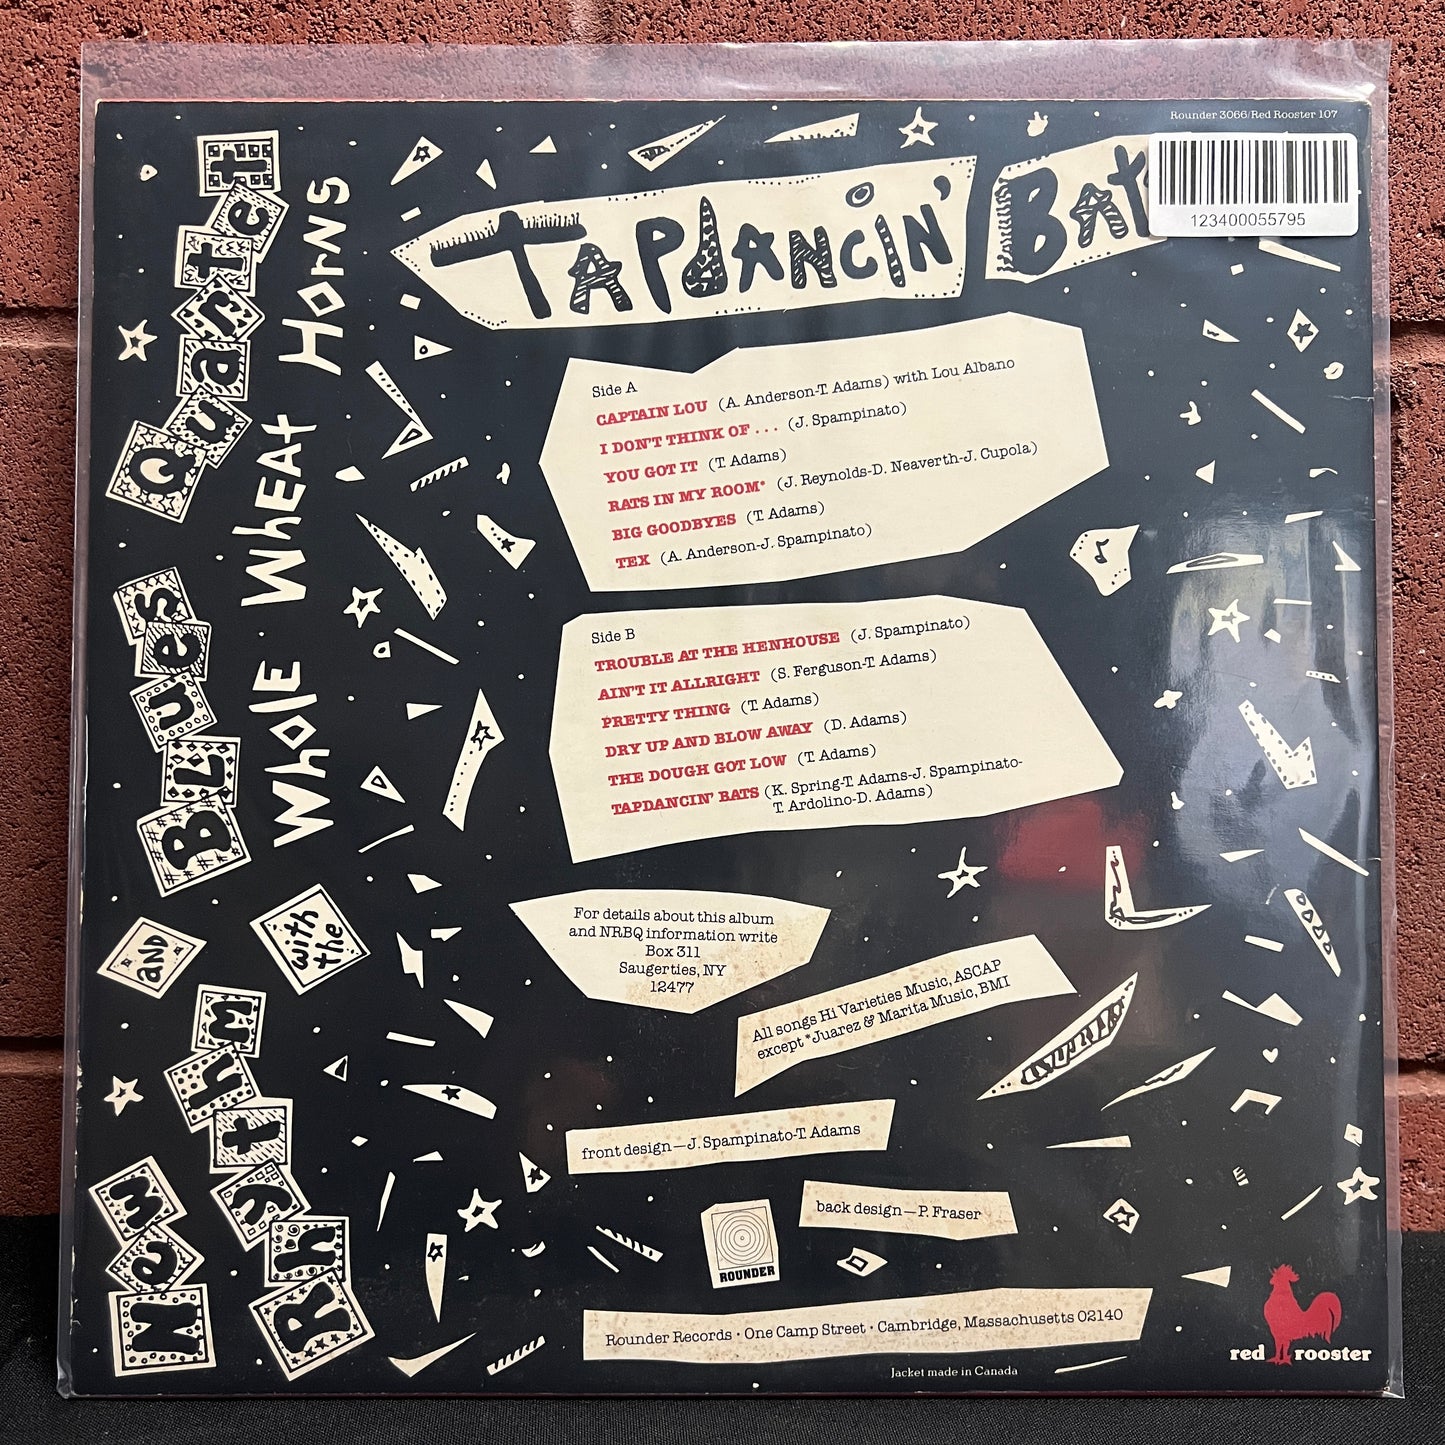 Rounder 3066/Red Rooster 107
123400055795
TAPDANCIN' BATS
New Rhythm and Blues Quartet
with the
Whole Wheat Horns
Side A
CAPTAIN LOU (A. Anderson-T. Adams) with Lou Albano
I DON'T THINK OF . . . (J. Spampinato)
YOU GOT IT (T. Adams)
RATS IN MY ROOM* (J. Reynolds-D. Neaverth-J. Cupola)
BIG GOODBYES (T. Adams)
TEX (A. Anderson-J. Spampinato)
Side B
TROUBLE AT THE HENHOUSE (J. Spampinato)
AIN'T IT ALLRIGHT (S. Ferguson-T. Adams)
PRETTY THING (T. Adams)
DRY UP AND BLOW AWAY (D. Adams)
THE DOUGH GOT LOW (T. Adams)
TAPDANCIN' BATS (K. Spring-T. Adams-J. Spampinato-
T. Ardolino-D. Adams)
For details about this album
and NRBQ information write
Box 311
Saugerties, NY
12477
All songs Hi Varieties Music, ASCAP
except *Juarez & Marita Music, BMI
front design—J. Spampinato-T. Adams
back design—P. Fraser
ROUNDER
Rounder Records • One Camp Street • Cambridge, Massachusetts 02140
red rooster
Jacket made in Canada